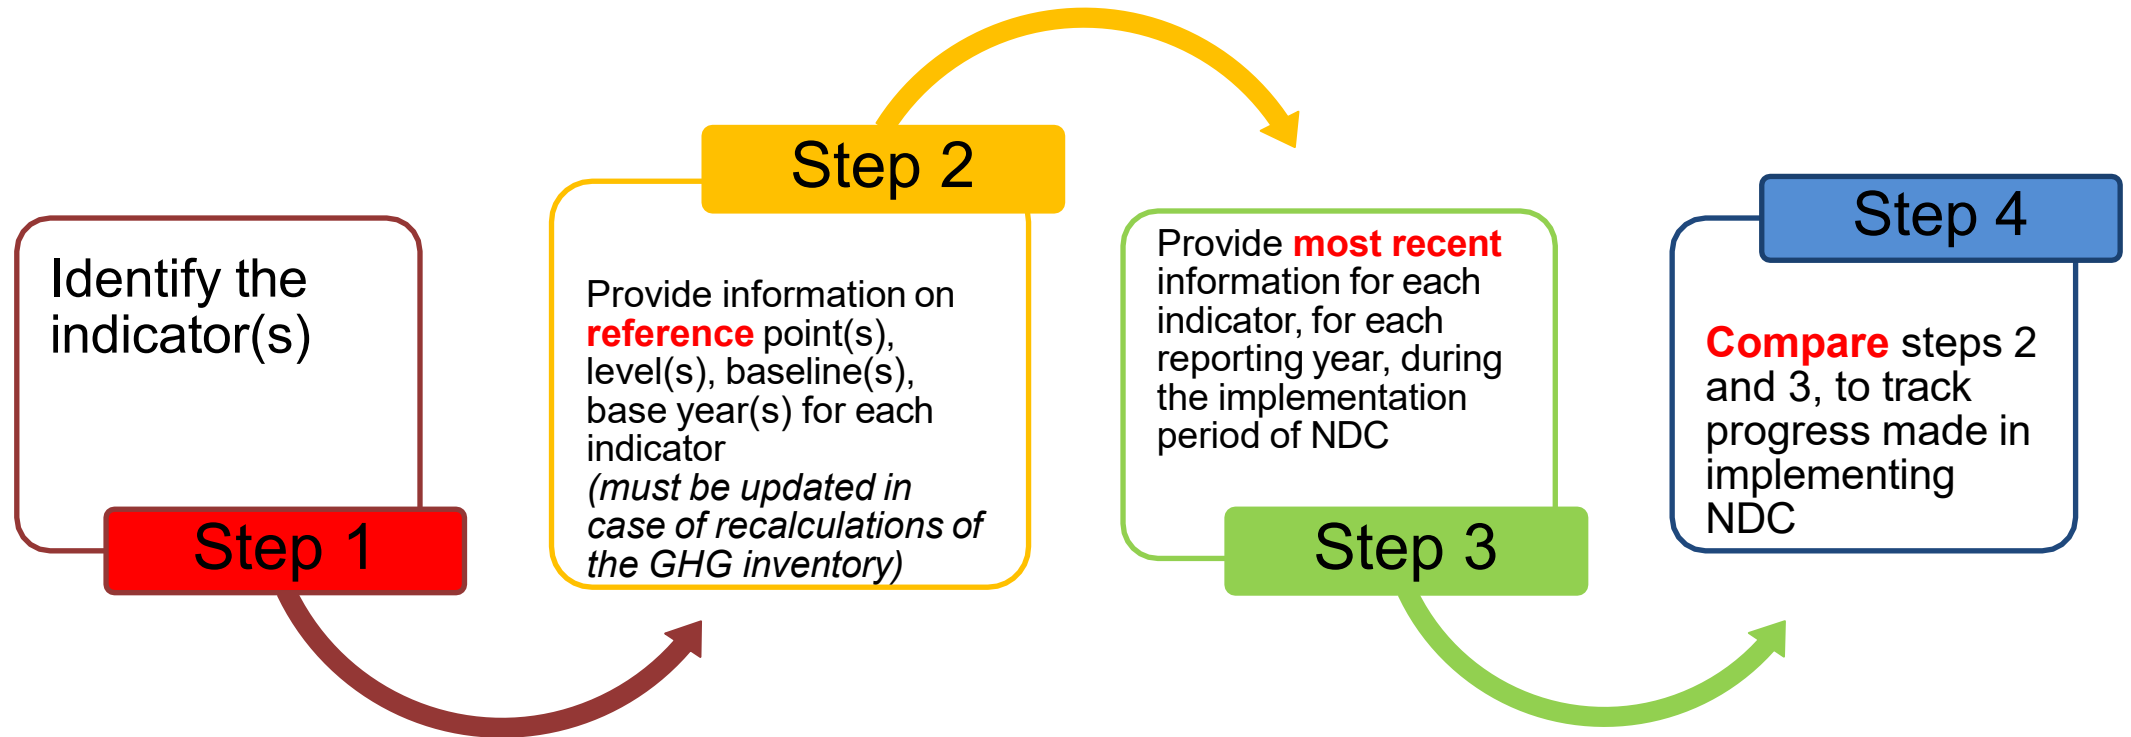 Identify the
indicator(s)
Step 1
Step 2
Provide information on
reference point(s),
level(s), baseline(s),
base year(s) for each
indicator
(must be updated in
case of recalculations of
the GHG inventory)
Provide most recent
information for each
indicator, for each
reporting year, during
the implementation
period of NDC
Step 3
Step 4
Compare steps 2
and 3, to track
progress made in
implementing
NDC